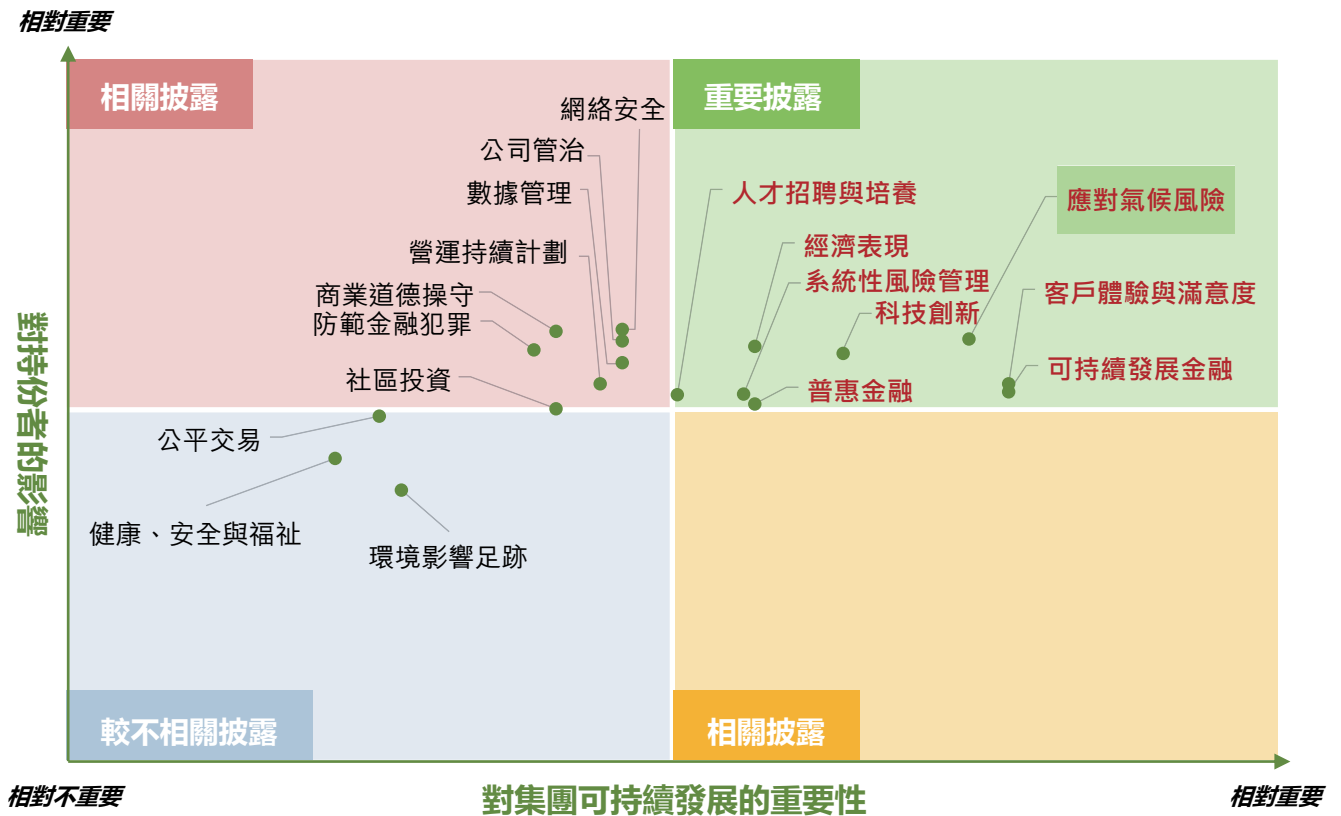 相對重要
相關披露
重要披露
網絡安全
公司管治
數據管理
營運持續計劃
商業道德操守
防範金融犯罪
社區投資
公平交易
健康、安全與福祉
環境影響足跡
人才招聘與培養
應對氣候風險
經濟表現
系統性風險管理
科技創新
客戶體驗與滿意度
可持續發展金融
普惠金融
對持份者的影響
較不相關披露
相關披露
相對不重要
對集團可持續發展的重要性
相對重要